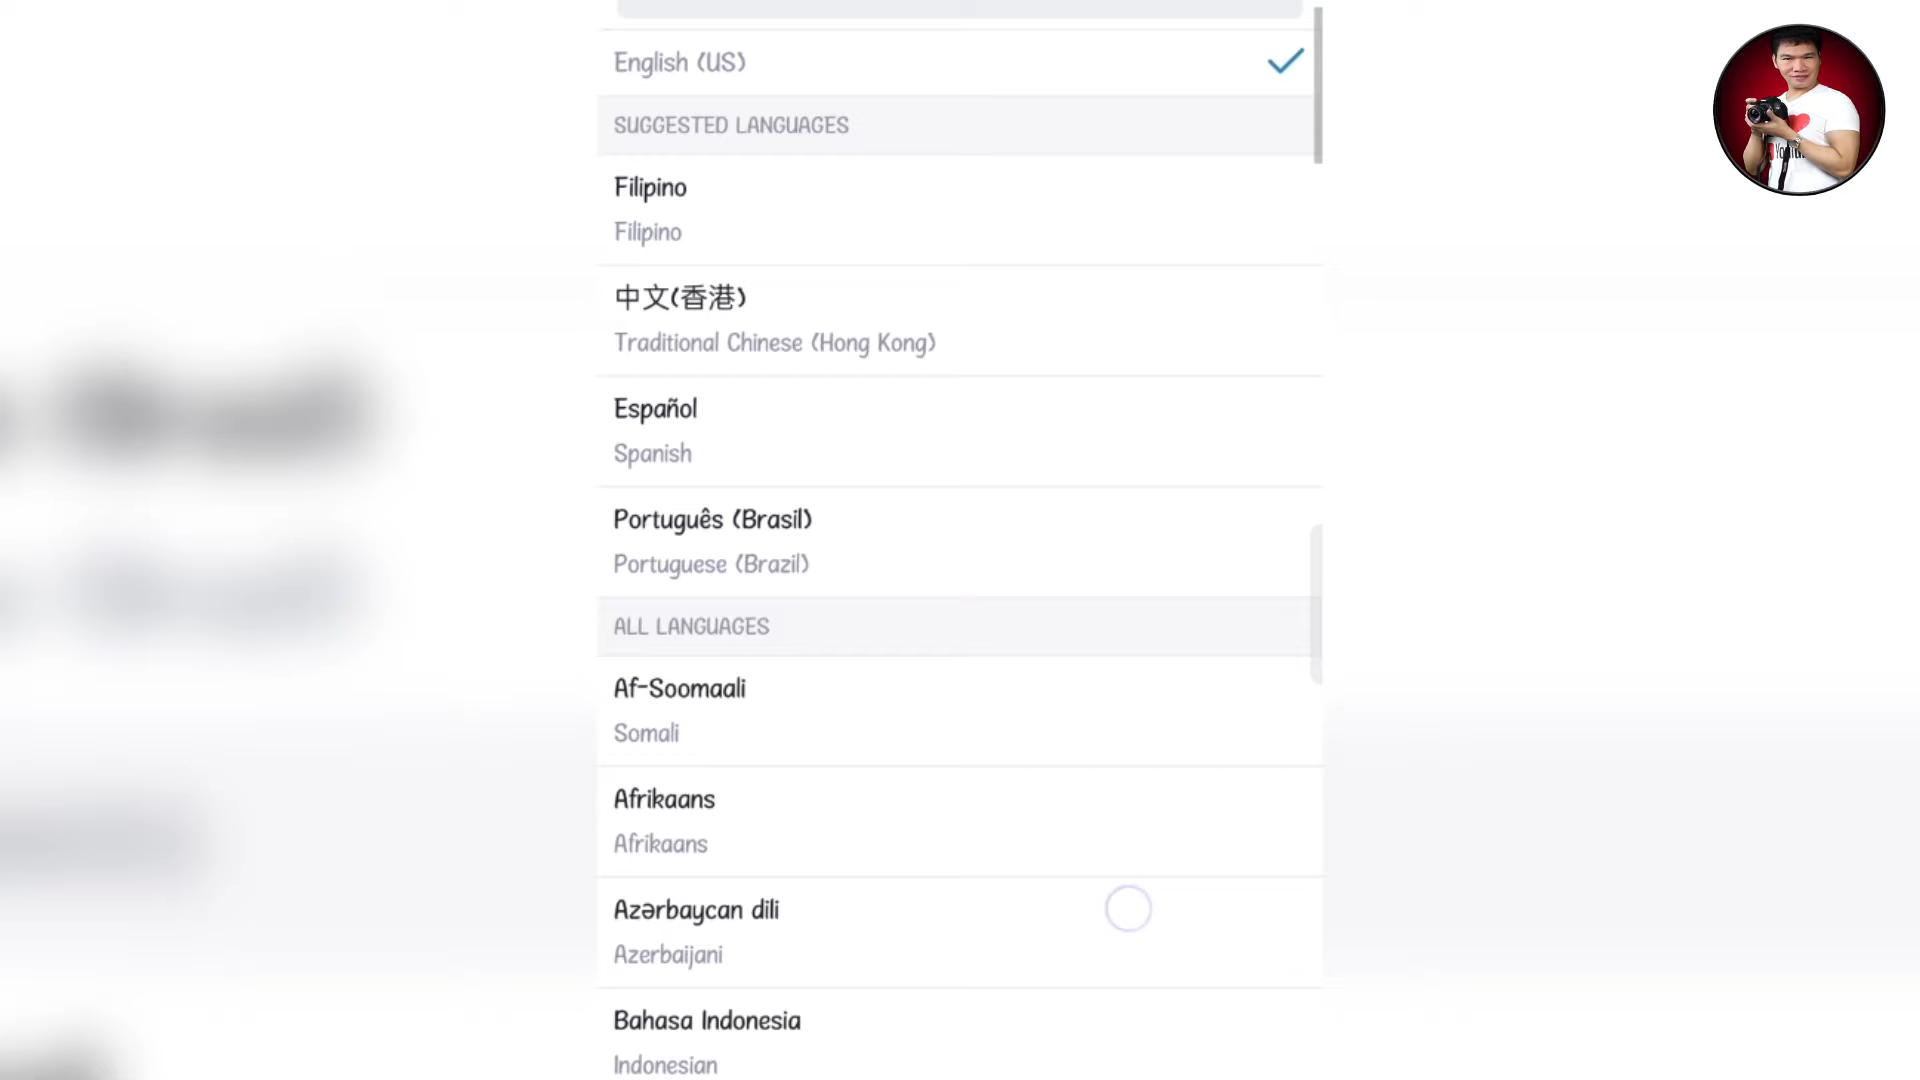 English (US)
SUGGESTED LANGUAGES
Filipino
Filipino
中文(香港)
Traditional Chinese (Hong Kong)
Español
Spanish
Português (Brasil)
Portuguese (Brazil)
ALL LANGUAGES
Af-Soomaali
Somali
Afrikaans
Afrikaans
Azərbaycan dili
Azerbaijani
Bahasa Indonesia
Indonesian